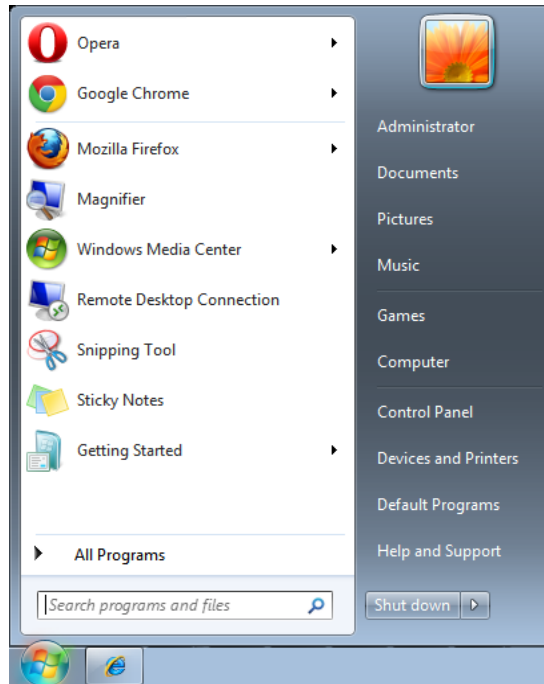 Opera
Google Chrome
Mozilla Firefox
Magnifier
Windows Media Center
Remote Desktop Connection
Snipping Tool
Sticky Notes
Getting Started
All Programs
Search programs and files
Administrator
Documents
Pictures
Music
Games
Computer
Control Panel
Devices and Printers
Default Programs
Help and Support
Shut down